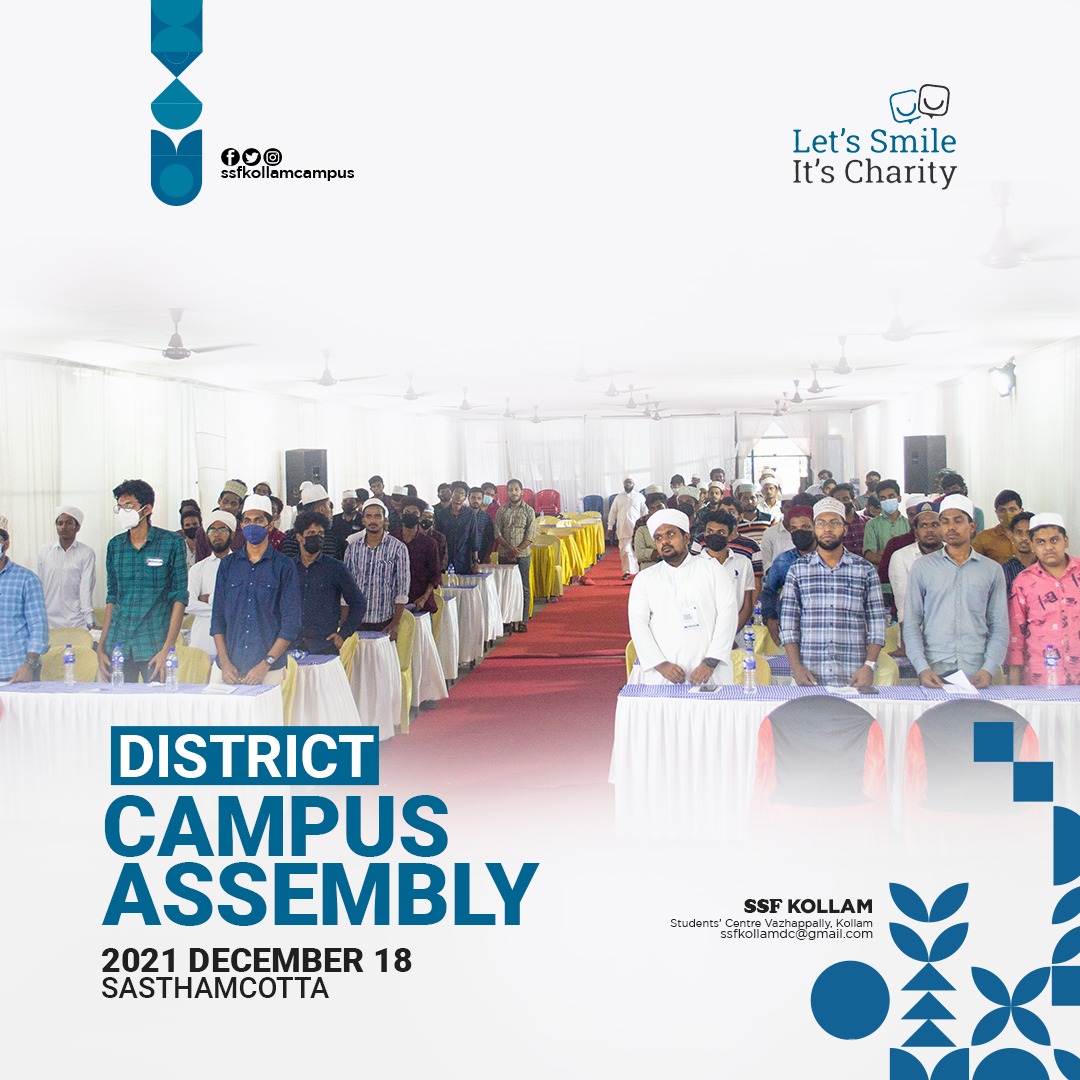 ssfkollamcampus
Let's Smile
It's Charity
DISTRICT
CAMPUS
ASSEMBLY
2021 DECEMBER 18
SASTHAMCOTTA
SSF KOLLAM
Students' Centre Vazhappally, Kollam
ssfkollamdc@gmail.com